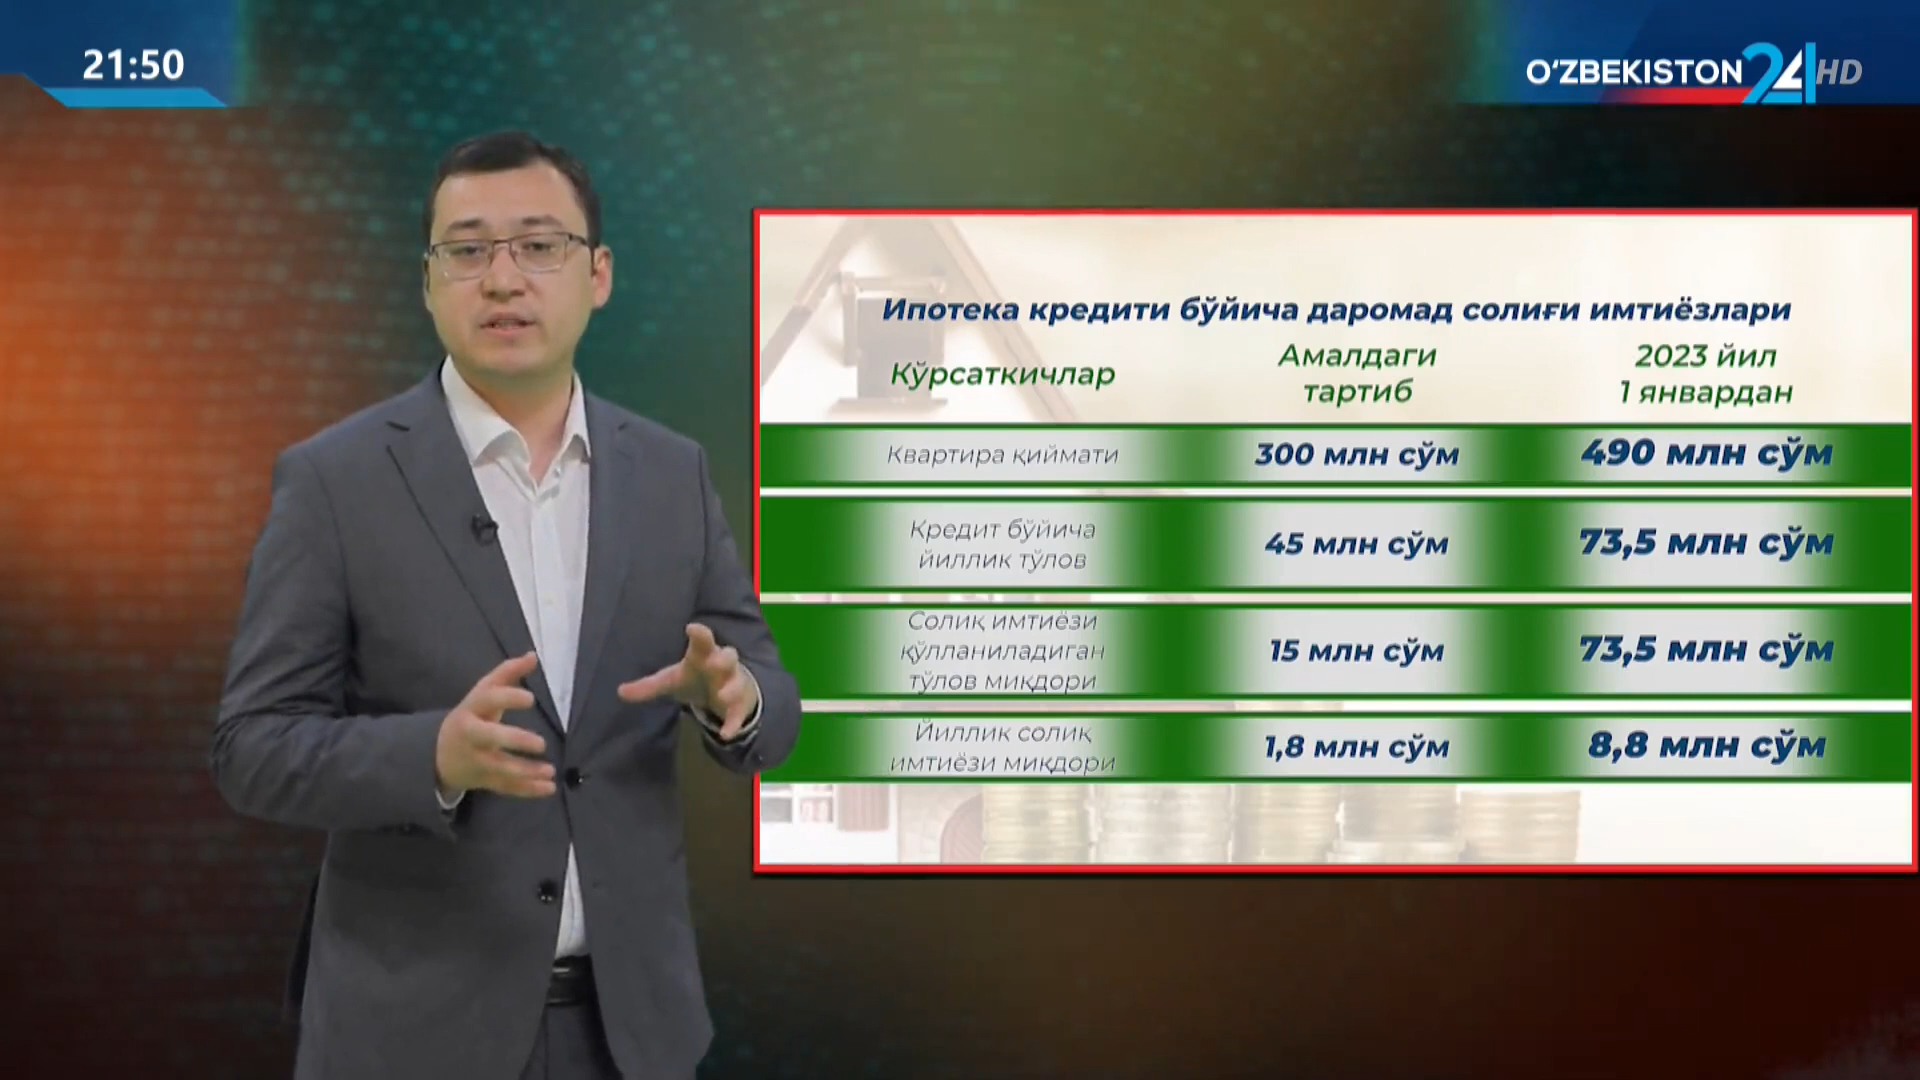 21:50
O‘ZBEKISTON 24 HD
Ипотека кредити бўйича даромад солиғи имтиёзлари
Кўрсаткичлар
Амалдаги
тартиб
2023 йил
1 январдан
Квартира қиймати
300 млн сўм
490 млн сўм
Кредит бўйича
йиллик тўлов
45 млн сўм
73,5 млн сўм
Солиқ имтиёзи
қўлланиладиган
тўлов миқдори
15 млн сўм
73,5 млн сўм
Йиллик солиқ
имтиёзи миқдори
1,8 млн сўм
8,8 млн сўм